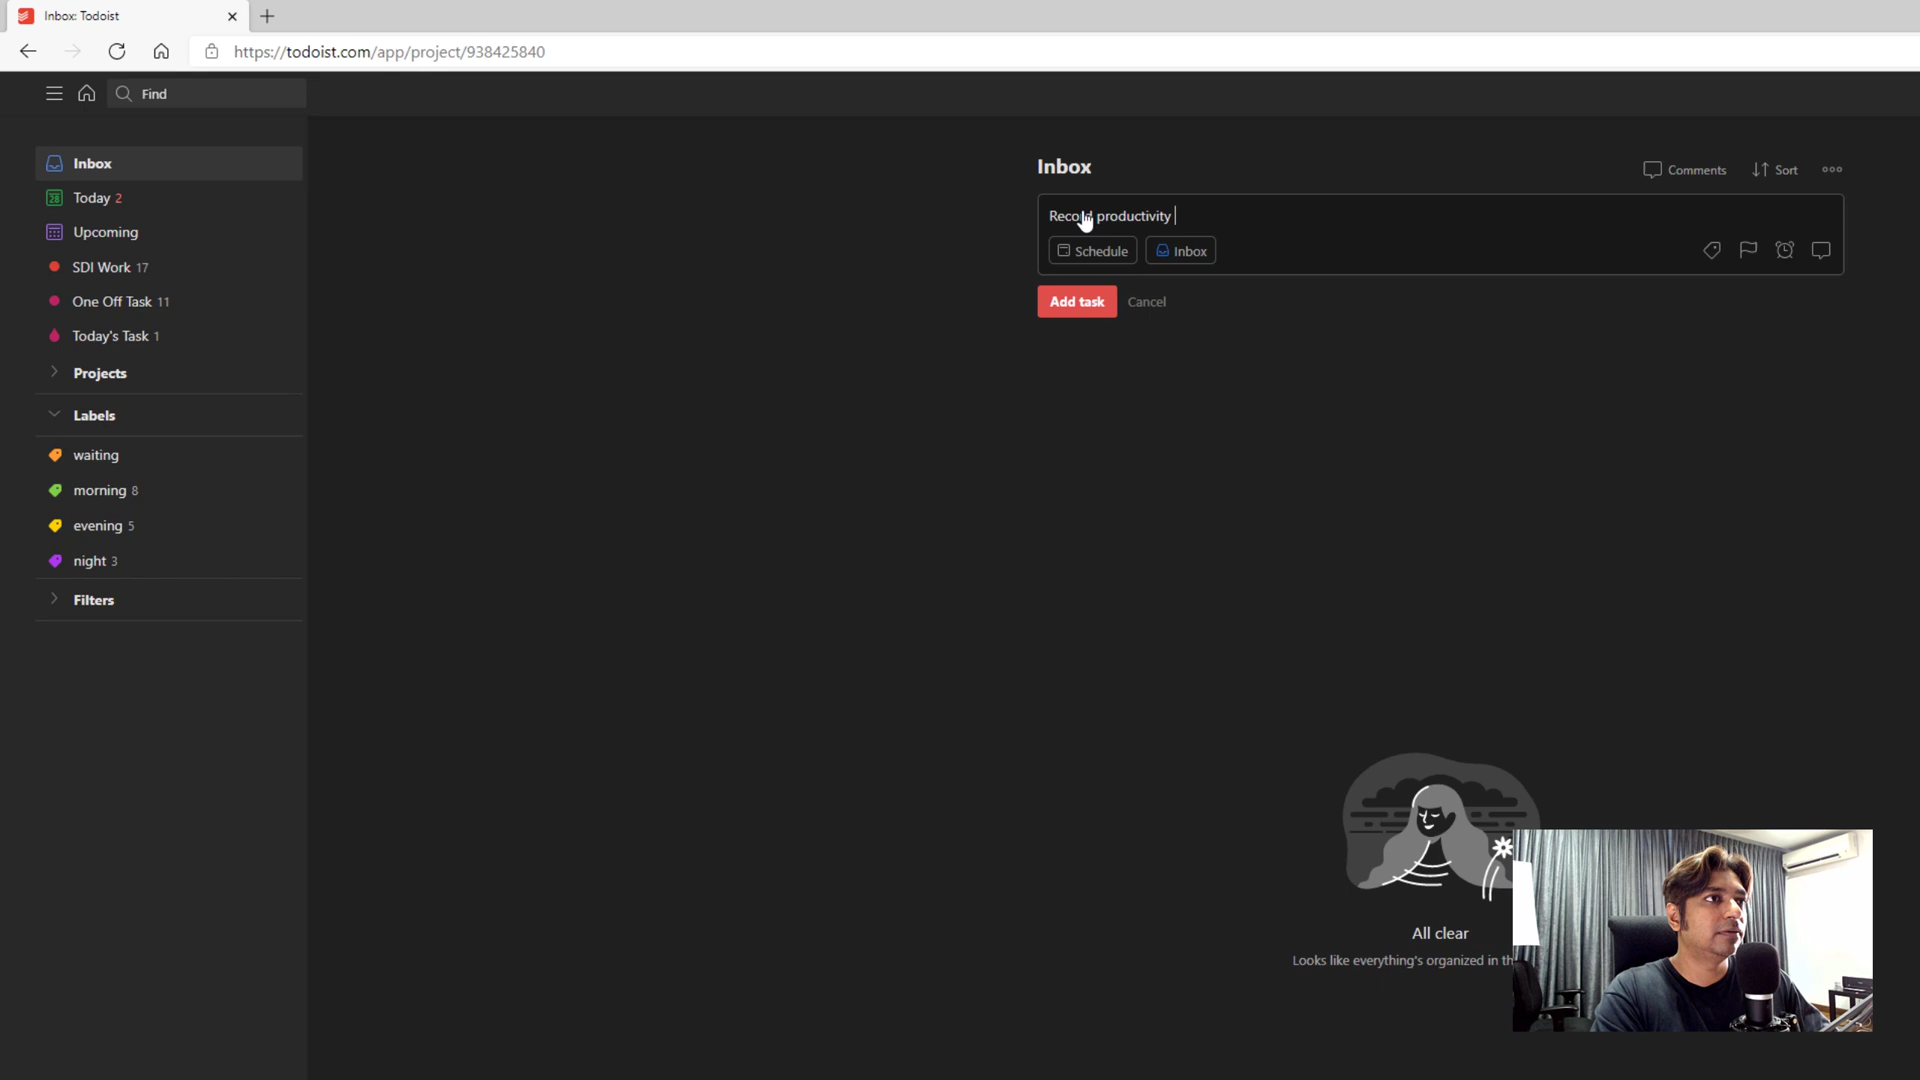 Inbox: Todoist
https://todoist.com/app/project/938425840
Find
Inbox
28
Today 2
Upcoming
SDI Work 17
One Off Task 11
Today's Task 1
Projects
Labels
waiting
morning 8
evening 5
night 3
Filters
Inbox
Comments
Sort
Record productivity
Schedule
Inbox
Add task
Cancel
All clear
Looks like everything's organized in th